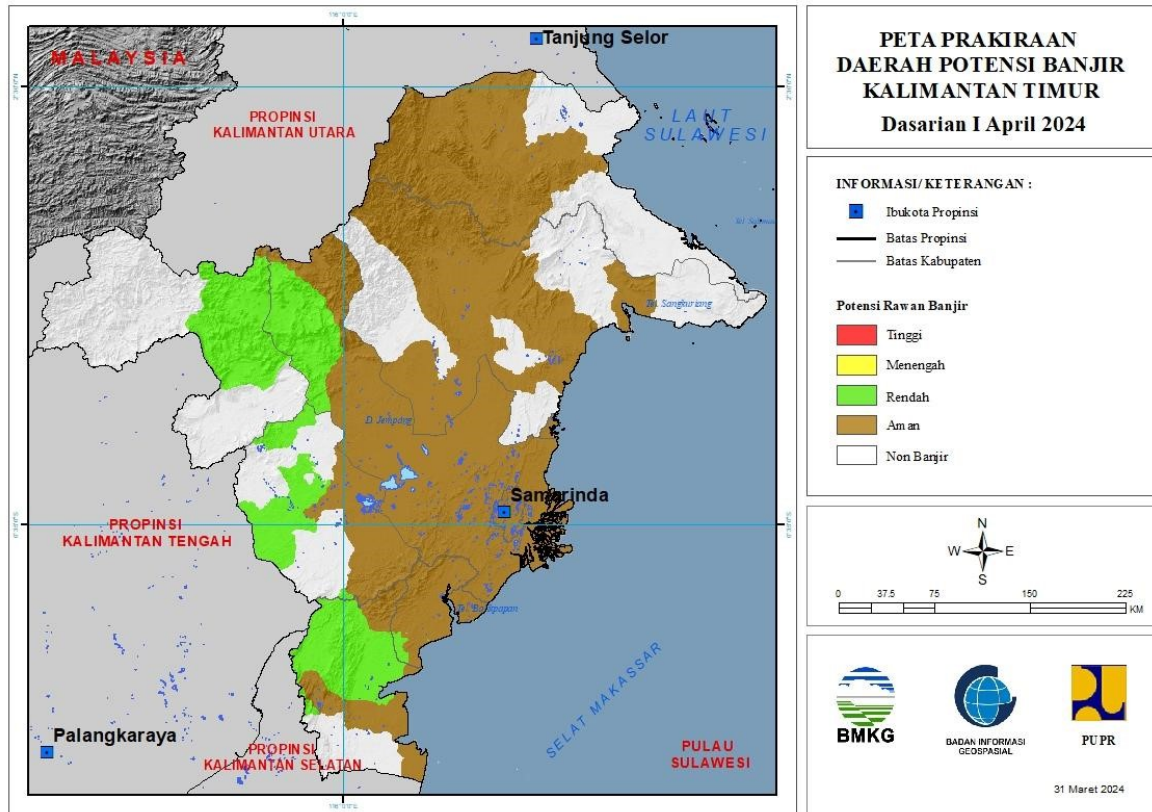 PETA PRAKIRAAN
DAERAH POTENSI BANJIR
KALIMANTAN TIMUR
Dasarian I April 2024
INFORMASI/ KETERANGAN :
Ibukota Propinsi
Batas Propinsi
Batas Kabupaten
Potensi Rawan Banjir
Tinggi
Menengah
Rendah
Aman
Non Banjir
N
W E
S
0 37.5 75 150 225
KM
BMKG
BADAN INFORMASI
GEOSPASIAL
PUPR
31 Maret 2024
MALAYSIA
Tanjung Selor
PROPINSI
KALIMANTAN UTARA
LAUT
SULAWESI
Tel. Sangkuriang
D. Jempang
Samarinda
PROPINSI
KALIMANTAN TENGAH
SELAT MAKASSAR
Palangkaraya
PROPINSI
KALIMANTAN SELATAN
PULAU
SULAWESI